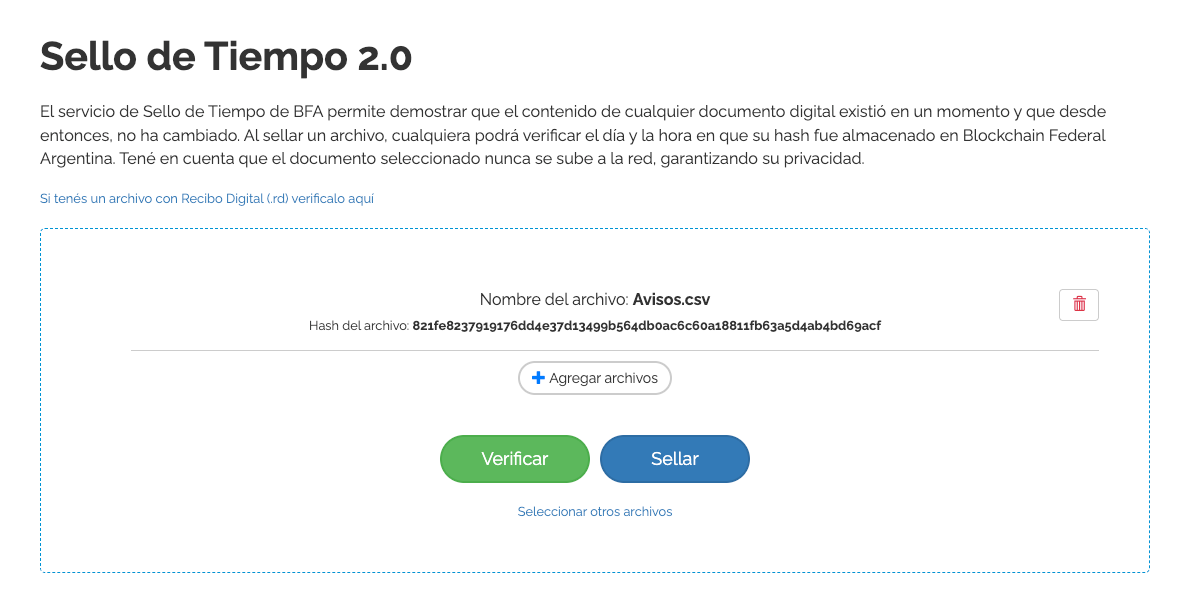 Sello de Tiempo 2.0
El servicio de Sello de Tiempo de BFA permite demostrar que el contenido de cualquier documento digital existió en un momento y que desde
entonces, no ha cambiado. Al sellar un archivo, cualquiera podrá verificar el día y la hora en que su hash fue almacenado en Blockchain Federal
Argentina. Tené en cuenta que el documento seleccionado nunca se sube a la red, garantizando su privacidad.
Si tenés un archivo con Recibo Digital (.rd) verificalo aquí
Nombre del archivo: Avisos.csv
Hash del archivo: 821fe8237919176dd4e37d13499b564db0ac6c60a18811fb63a5d4ab4bd69acf
Agregar archivos
Verificar
Sellar
Seleccionar otros archivos